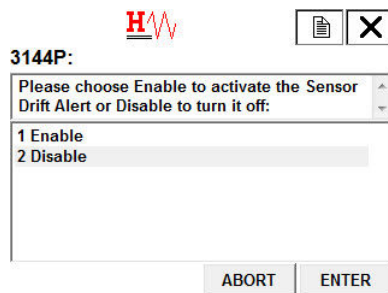 H
3144P:
Please choose Enable to activate the Sensor
Drift Alert or Disable to turn it off:
1 Enable
2 Disable
ABORT ENTER